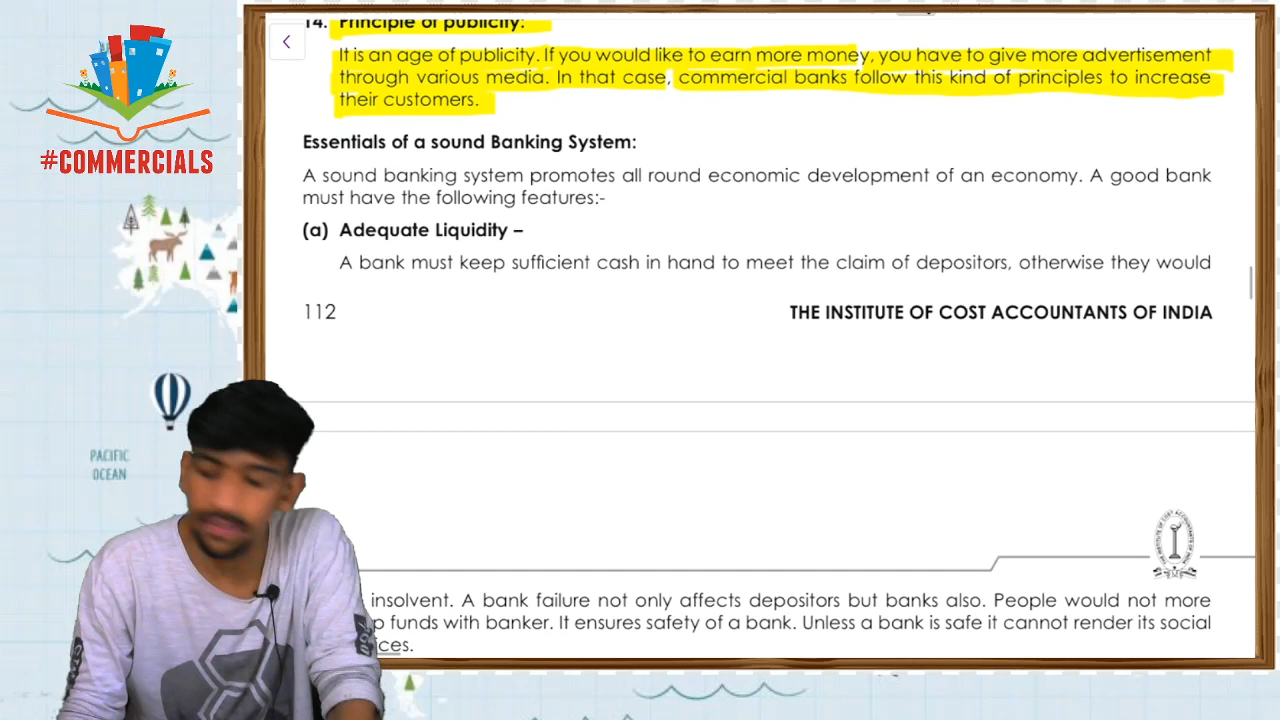 14. Principle of publicity:
It is an age of publicity. If you would like to earn more money, you have to give more advertisement
through various media. In that case, commercial banks follow this kind of principles to increase
their customers.
#COMMERCIALS
Essentials of a sound Banking System:
A sound banking system promotes all round economic development of an economy. A good bank
must have the following features:-
(a) Adequate Liquidity –
A bank must keep sufficient cash in hand to meet the claim of depositors, otherwise they would
112 THE INSTITUTE OF COST ACCOUNTANTS OF INDIA
PACIFIC
OCEAN
insolvent. A bank failure not only affects depositors but banks also. People would not more
funds with banker. It ensures safety of a bank. Unless a bank is safe it cannot render its social